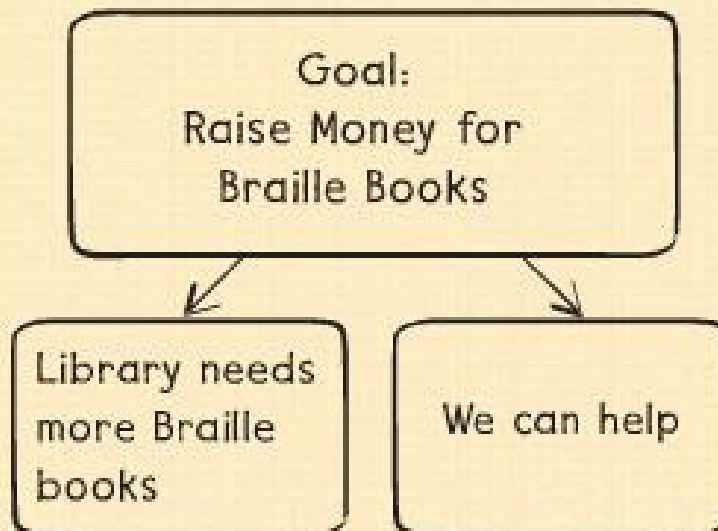 Goal:
Raise Money for
Braille Books
Library needs
more Braille
books
We can help